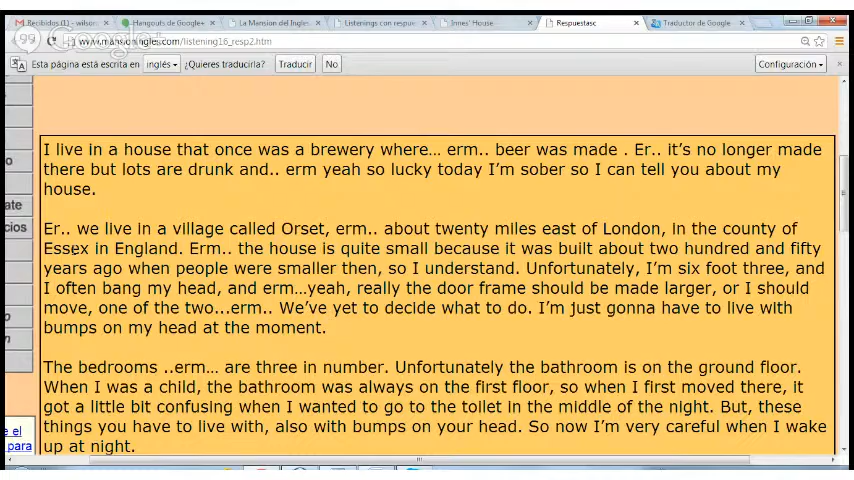 Recibidos (1) - wilson
Hangouts de Google+
La Mansion del Ingles
Listenings con respue
Innes' House
Respuestasc
Traductor de Google
99 Google+
www.mansioningles.com/listening16_resp2.htm
Esta página está escrita en inglés ¿Quieres traducirla? Traducir No Configuración
I live in a house that once was a brewery where... erm.. beer was made . Er.. it's no longer made
there but lots are drunk and.. erm yeah so lucky today I'm sober so I can tell you about my
house.
Er.. we live in a village called Orset, erm.. about twenty miles east of London, in the county of
Essex in England. Erm.. the house is quite small because it was built about two hundred and fifty
years ago when people were smaller then, so I understand. Unfortunately, I'm six foot three, and
I often bang my head, and erm...yeah, really the door frame should be made larger, or I should
move, one of the two...erm.. We've yet to decide what to do. I'm just gonna have to live with
bumps on my head at the moment.
The bedrooms ..erm... are three in number. Unfortunately the bathroom is on the ground floor.
When I was a child, the bathroom was always on the first floor, so when I first moved there, it
got a little bit confusing when I wanted to go to the toilet in the middle of the night. But, these
things you have to live with, also with bumps on your head. So now I'm very careful when I wake
up at night.
o
ate
cios
n
e el
para